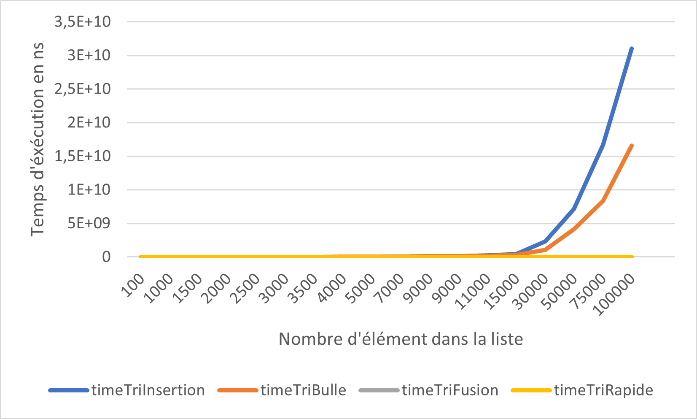 3,5E+10
3E+10
2,5E+10
2E+10
1,5E+10
1E+10
5E+09
0
Temps d'éxécution en ns
100
1000
1500
2000
2500
3000
3500
4000
5000
7000
9000
9000
11000
15000
30000
50000
75000
100000
Nombre d'élément dans la liste
timeTriInsertion timeTriBulle timeTriFusion timeTriRapide